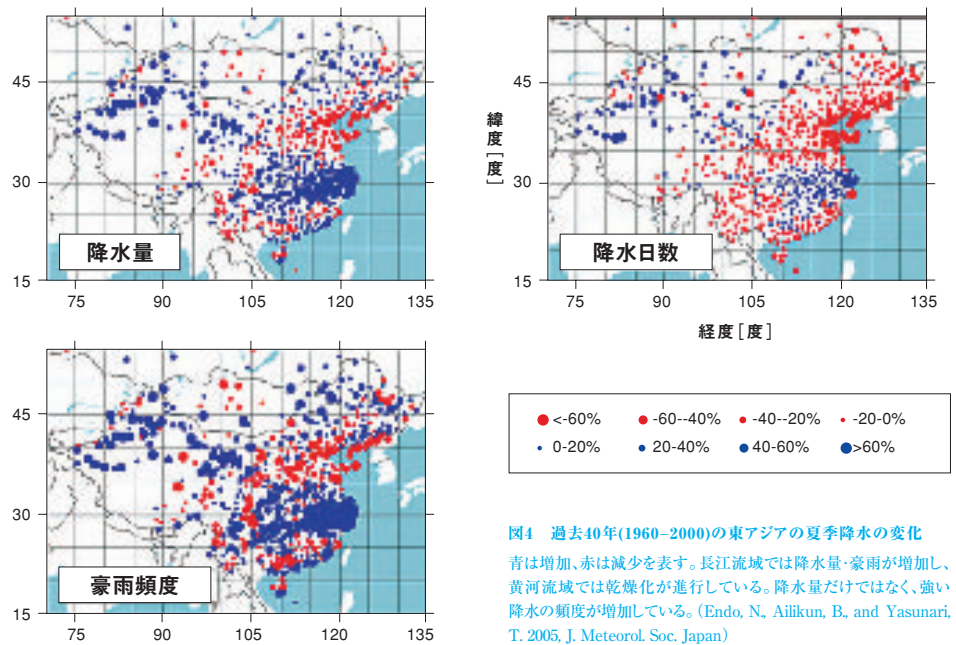 45
30
15
降水量
75 90 105 120 135
緯度[度]
45
30
15
降水日数
75 90 105 120 135
経度[度]
45
30
15
豪雨頻度
75 90 105 120 135
<-60% -60--40% -40--20% -20-0%
0-20% 20-40% 40-60% >60%
図4 過去40年(1960–2000)の東アジアの夏季降水の変化
青は増加、赤は減少を表す。長江流域では降水量・豪雨が増加し、
黄河流域では乾燥化が進行している。降水量だけではなく、強い
降水の頻度が増加している。(Endo, N., Ailikun, B., and Yasunari,
T. 2005, J. Meteorol. Soc. Japan)